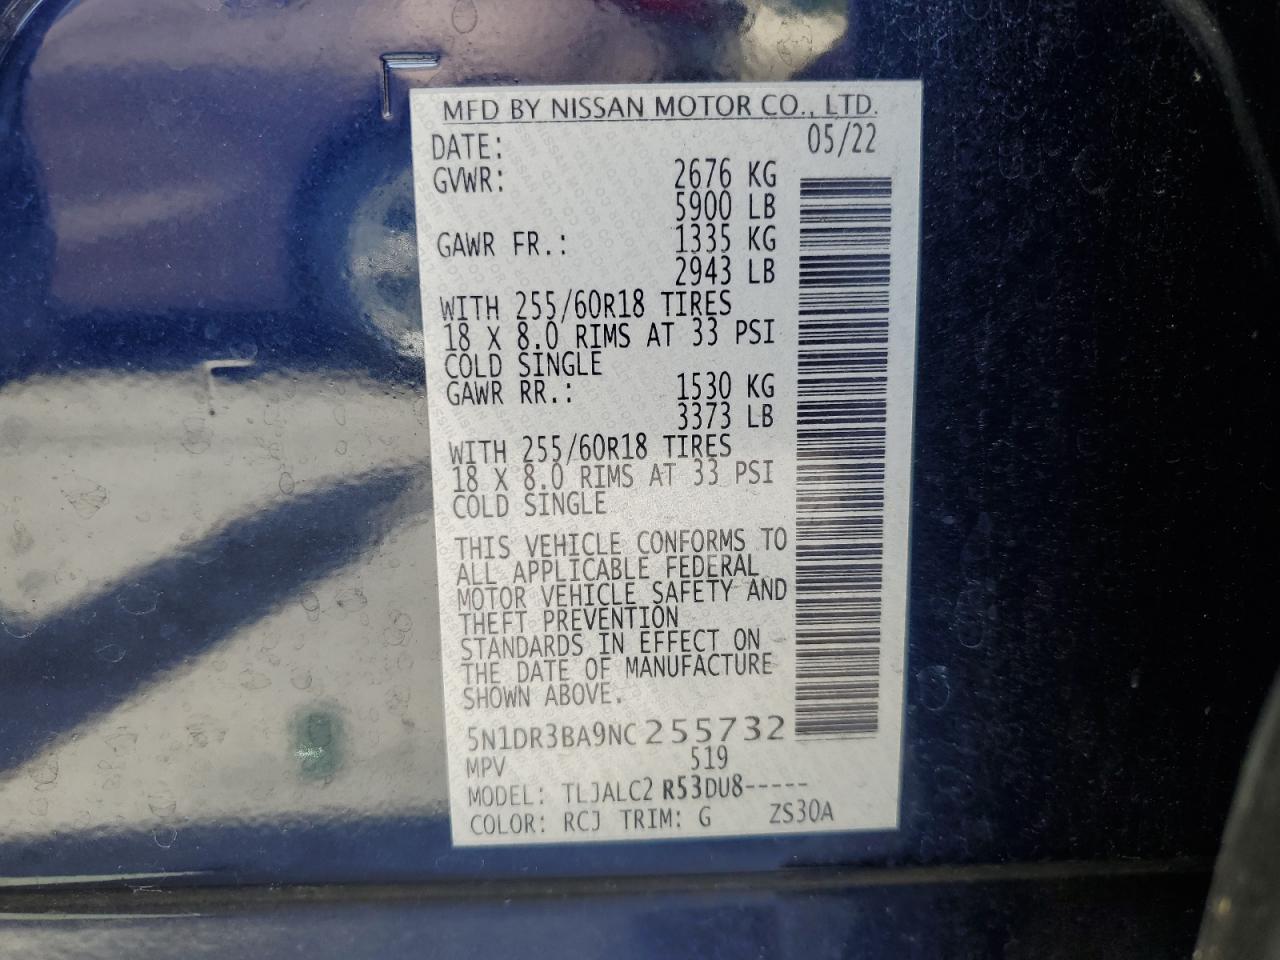 MFD BY NISSAN MOTOR CO., LTD.
DATE: 05/22
GVWR: 2676 KG
5900 LB
GAWR FR.: 1335 KG
2943 LB
WITH 255/60R18 TIRES
18 X 8.0 RIMS AT 33 PSI
COLD SINGLE
GAWR RR.: 1530 KG
3373 LB
WITH 255/60R18 TIRES
18 X 8.0 RIMS AT 33 PSI
COLD SINGLE
THIS VEHICLE CONFORMS TO
ALL APPLICABLE FEDERAL
MOTOR VEHICLE SAFETY AND
THEFT PREVENTION
STANDARDS IN EFFECT ON
THE DATE OF MANUFACTURE
SHOWN ABOVE.
5N1DR3BA9NC255732
MPV 519
MODEL: TLJALC2 R53DU8-----
COLOR: RCJ TRIM: G ZS30A